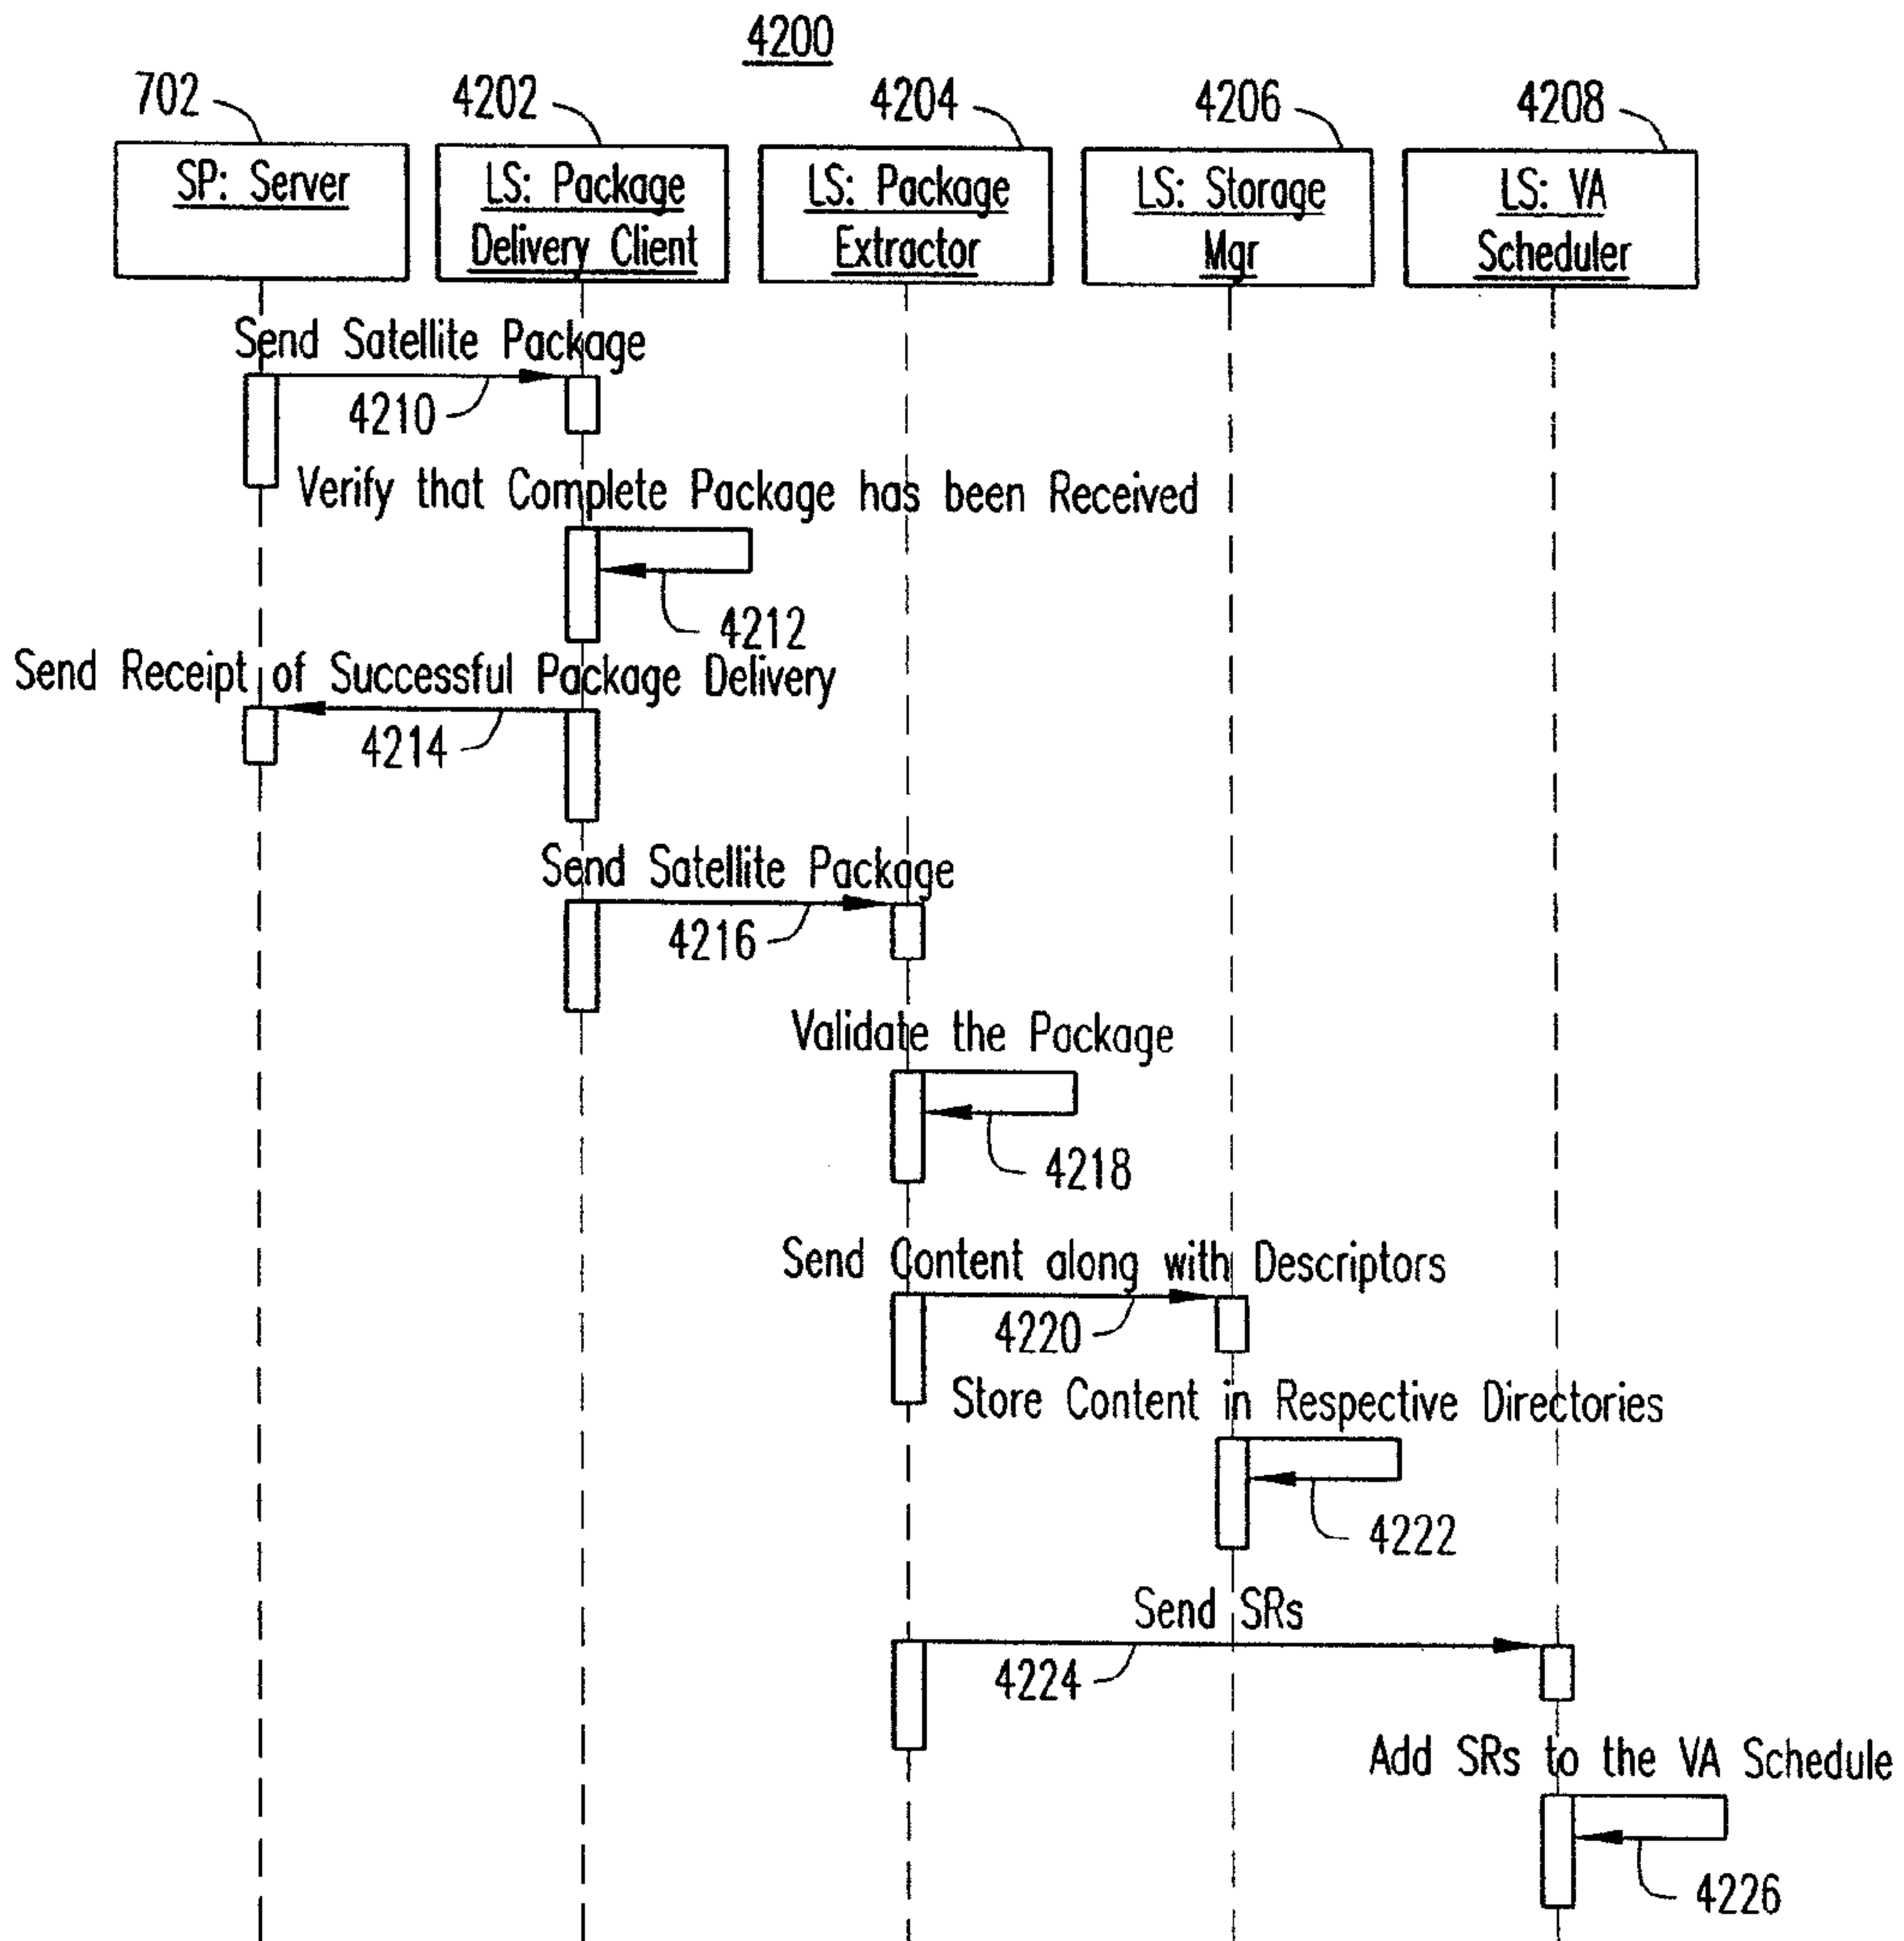 4200
702
4202
4204
4206
4208
SP: Server
LS: Package
Delivery Client
LS: Package
Extractor
LS: Storage
Mgr
LS: VA
Scheduler
Send Satellite Package
4210
Verify that Complete Package has been Received
4212
Send Receipt of Successful Package Delivery
4214
Send Satellite Package
4216
Validate the Package
4218
Send Content along with Descriptors
4220
Store Content in Respective Directories
4222
Send SRs
4224
Add SRs to the VA Schedule
4226